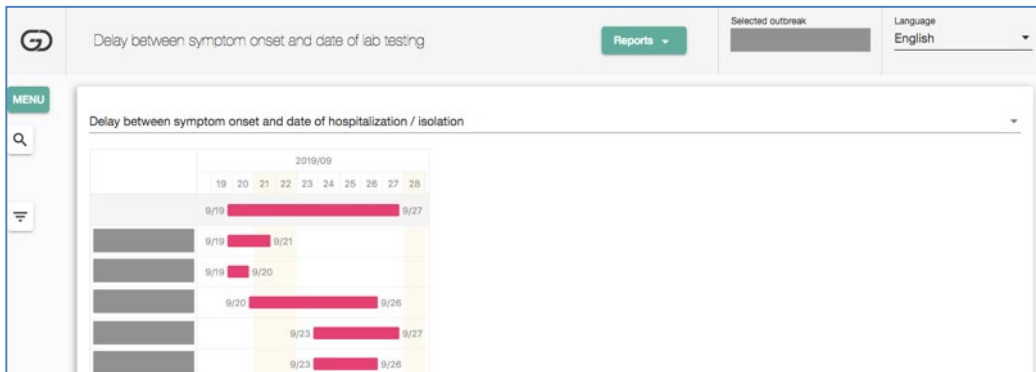 GD
Delay between symptom onset and date of lab testing
Reports
Selected outbreak
Language
English
MENU
Delay between symptom onset and date of hospitalization / isolation
2019/09
19 20 21 22 23 24 25 26 27 28
9/19 9/27
9/19 9/21
9/19 9/20
9/20 9/26
9/23 9/27
9/23 9/26